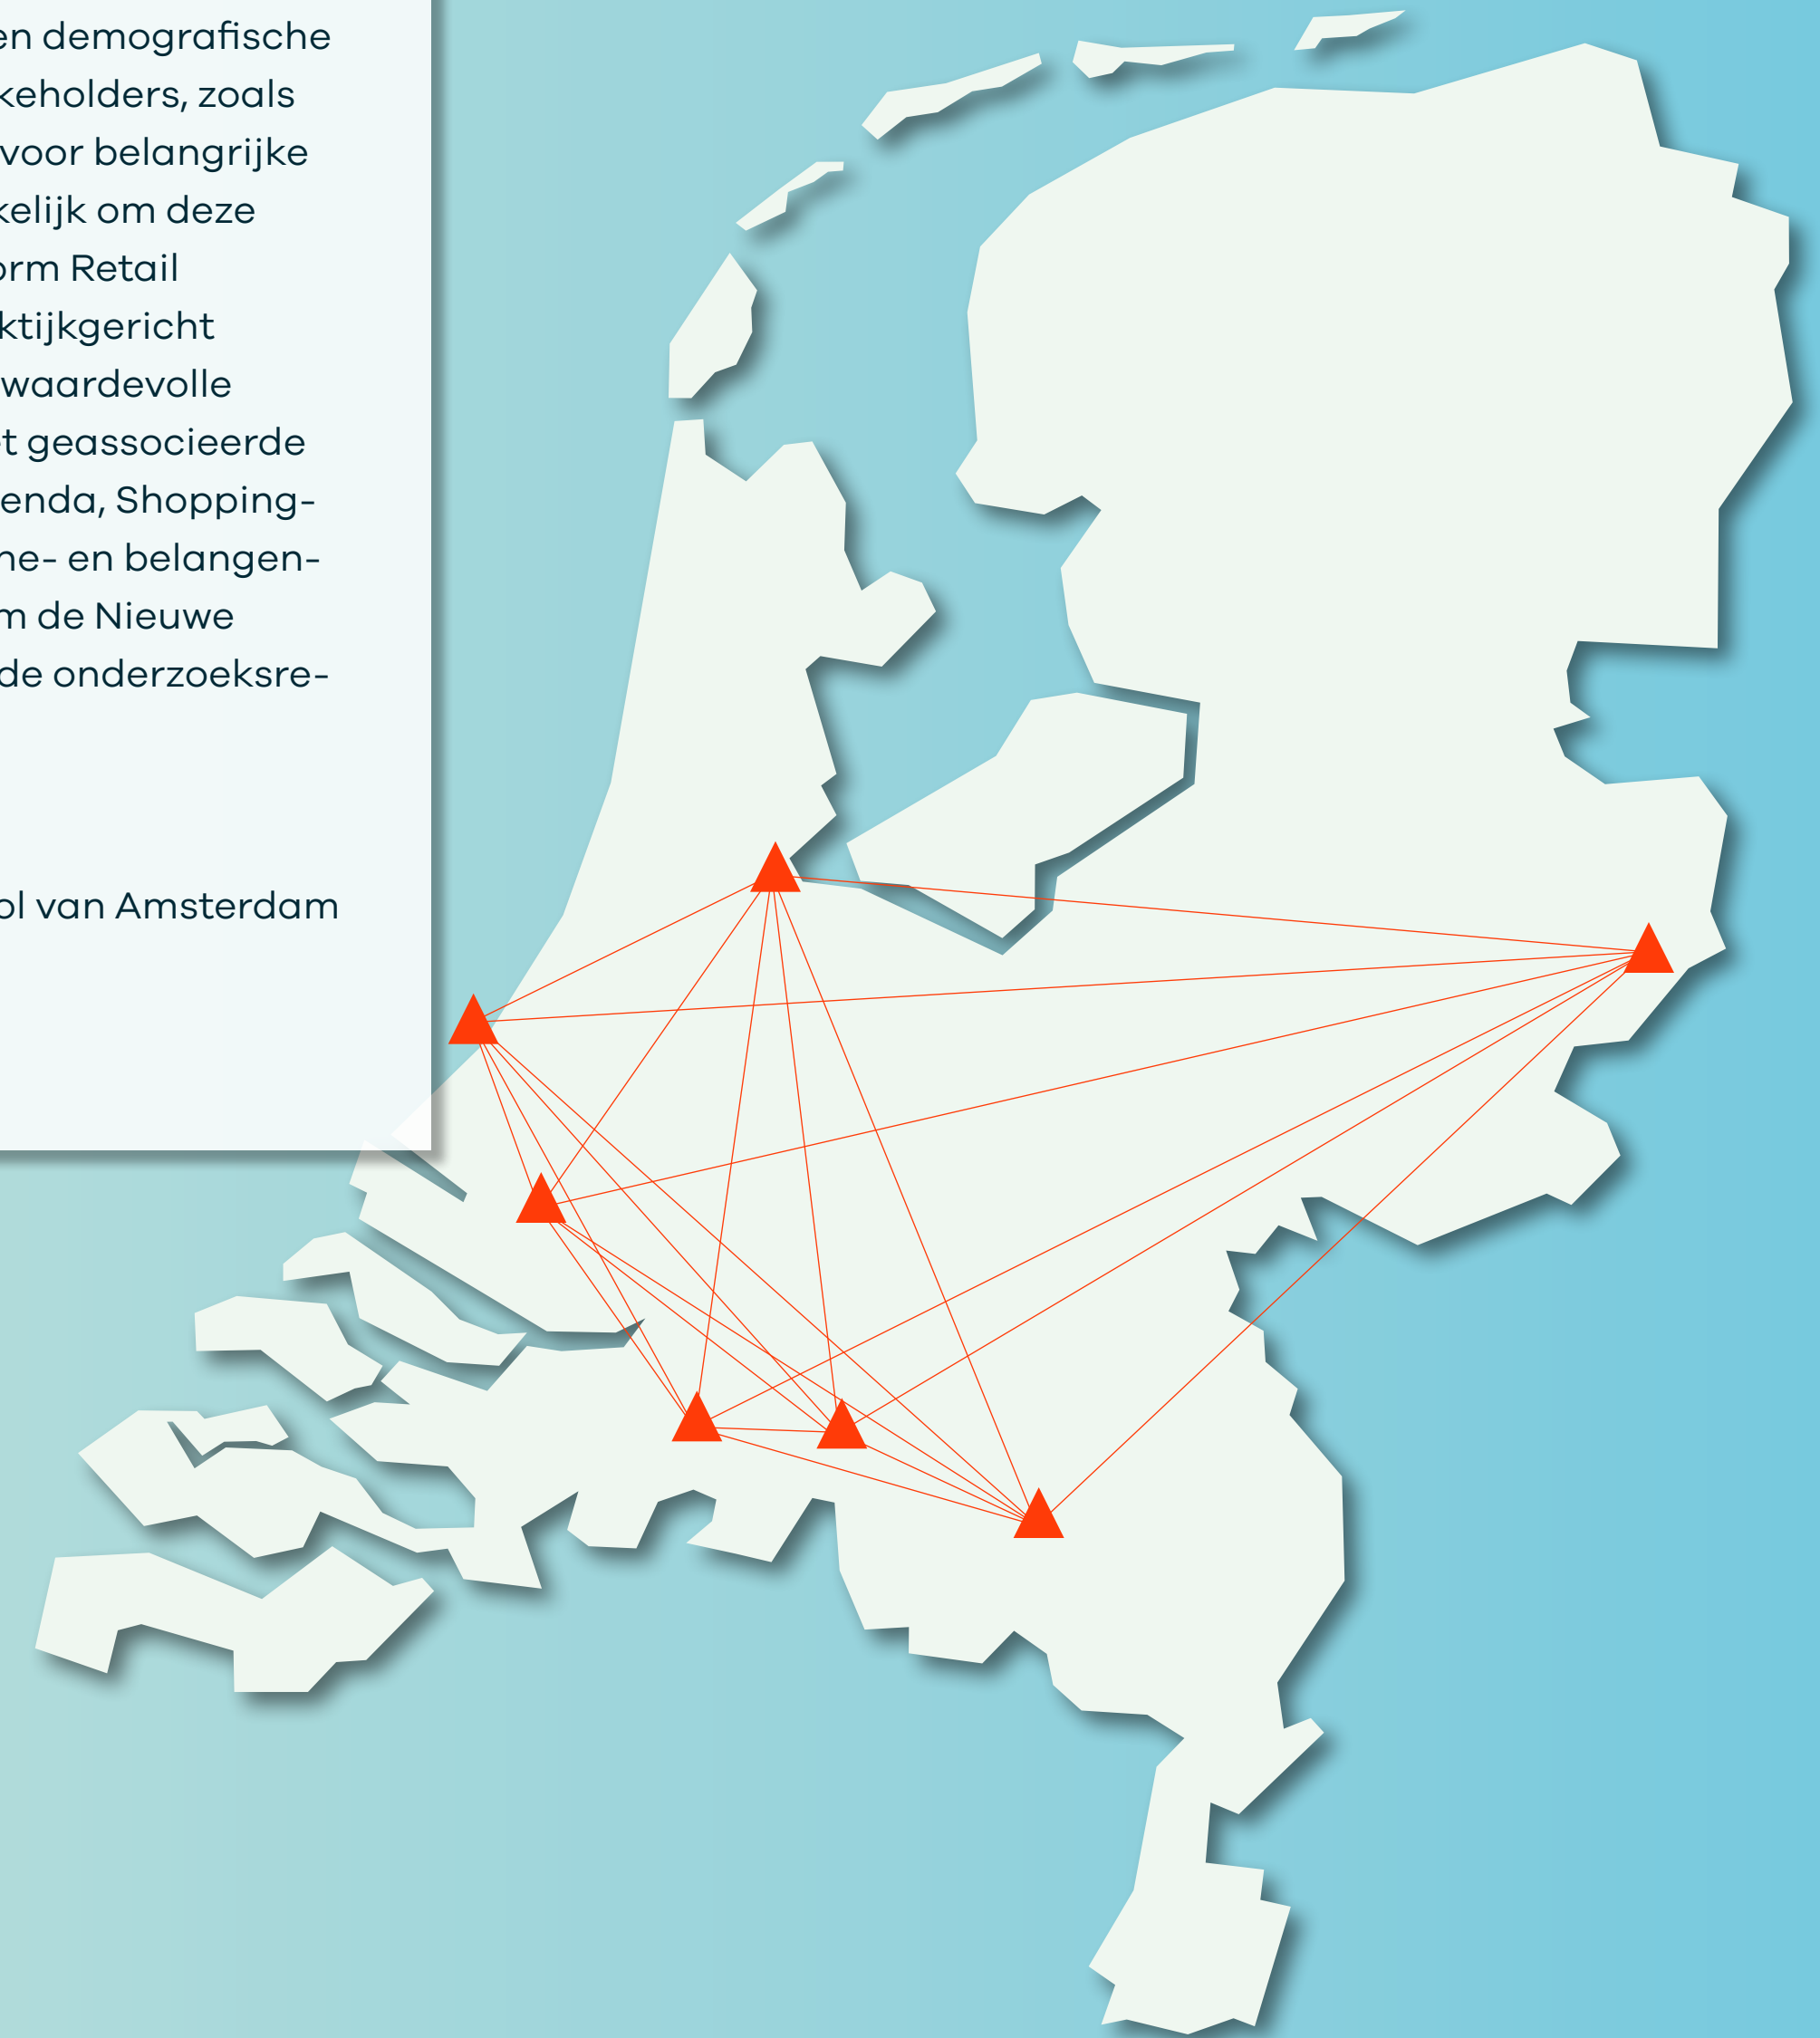 en demografische
keholders, zoals
voor belangrijke
kelijk om deze
orm Retail
ktijkgericht
waardevolle
t geassocieerde
enda, Shopping-
ne- en belangen-
m de Nieuwe
de onderzoeksre-
ol van Amsterdam